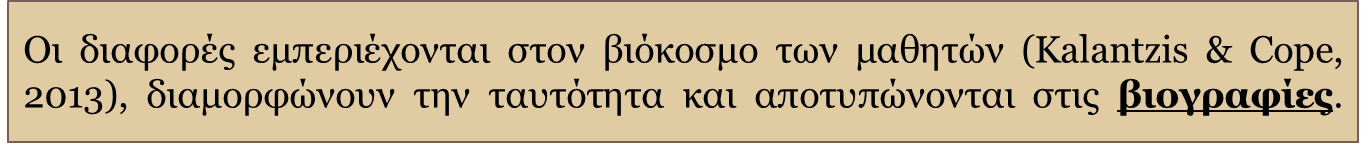 Οι διαφορές εμπεριέχονται στον βιόκοσμο των μαθητών (Kalantzis & Cope,
2013), διαμορφώνουν την ταυτότητα και αποτυπώνονται στις βιογραφίες.